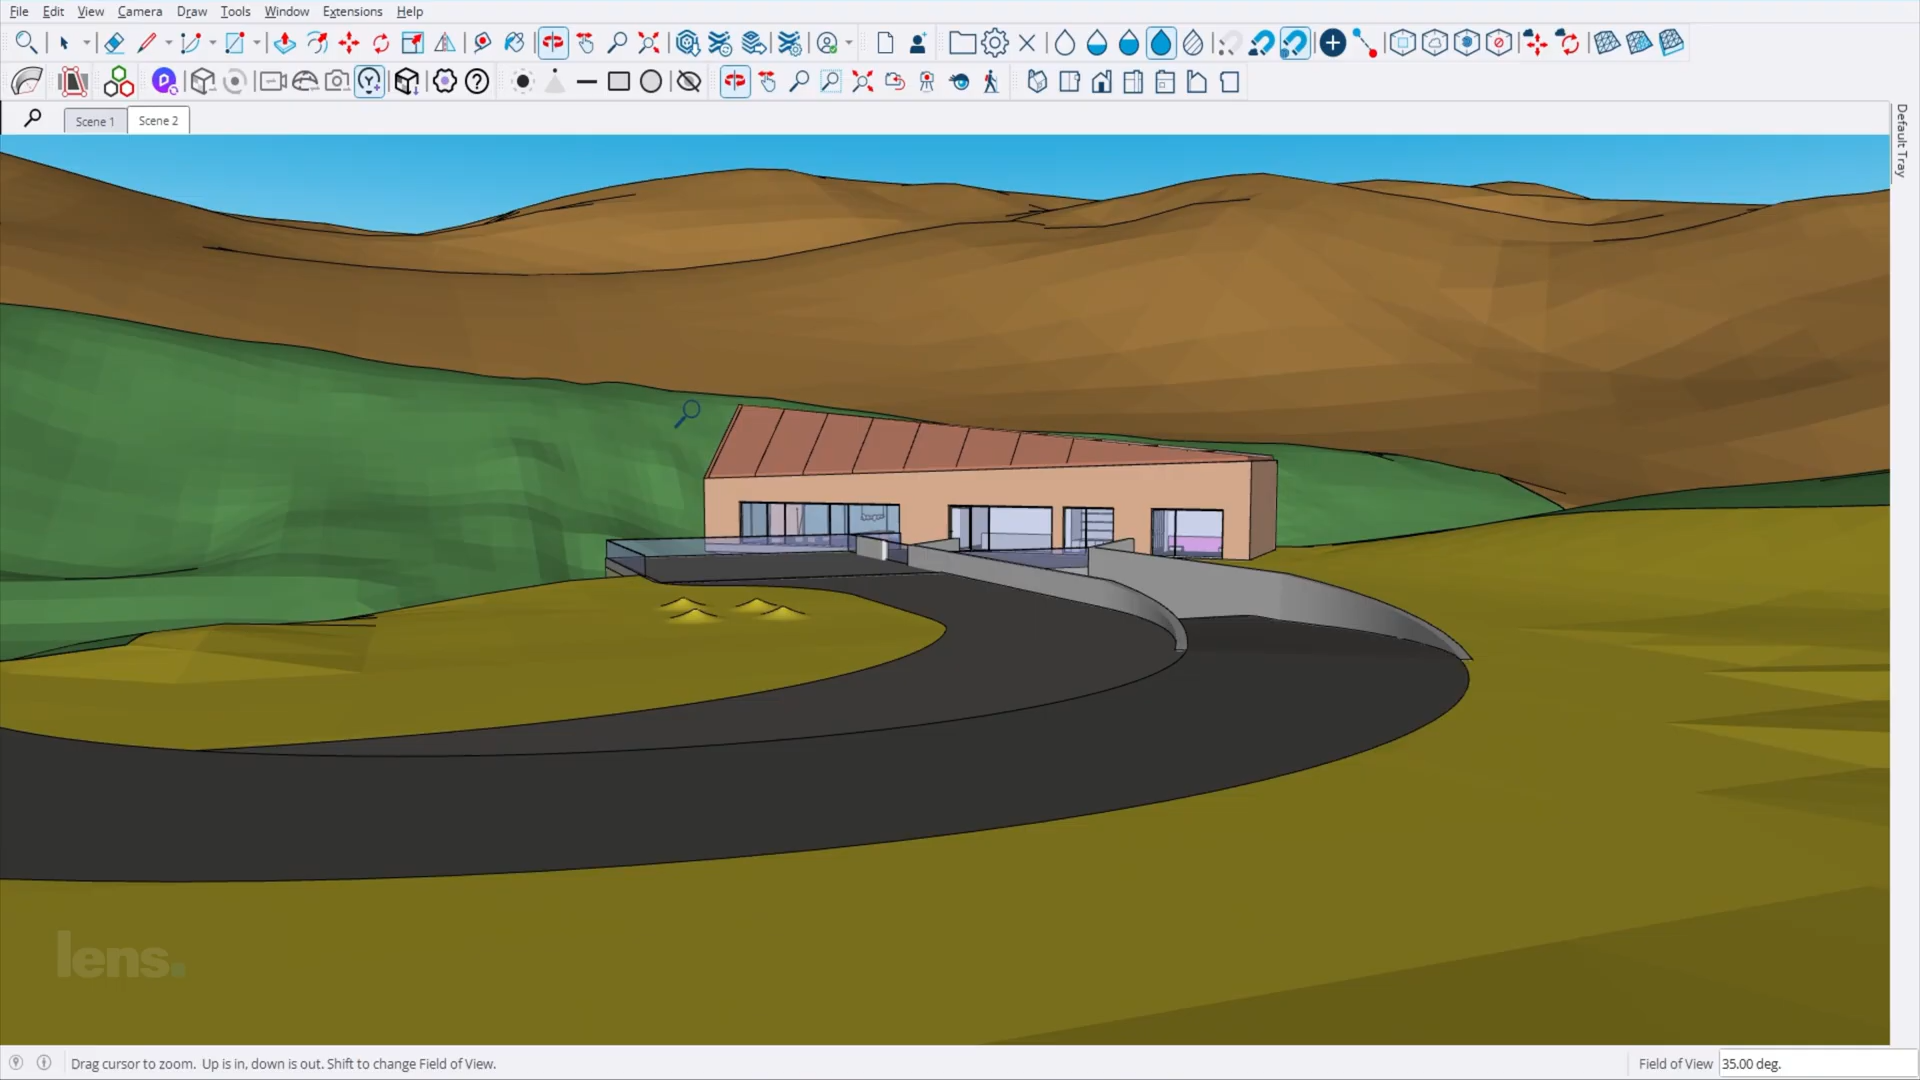 File Edit View Camera Draw Tools Window Extensions Help
Scene 1 Scene 2
Default Tray
lens.
Drag cursor to zoom. Up is in, down is out. Shift to change Field of View.
Field of View 35.00 deg.